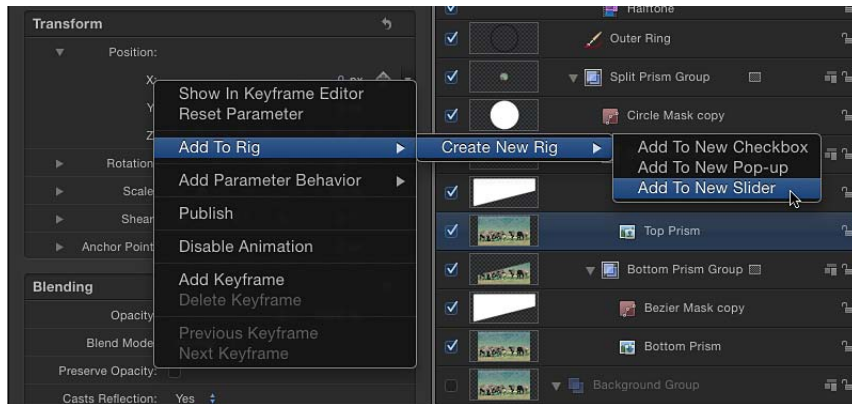 Transform
Position:
X:
0 px
Y
Z
Rotation
Scale
Shear
Anchor Point
Blending
Opacity
Blend Mode
Preserve Opacity:
Casts Reflection:
Yes
Show In Keyframe Editor
Reset Parameter
Add To Rig
Add Parameter Behavior
Publish
Disable Animation
Add Keyframe
Delete Keyframe
Previous Keyframe
Next Keyframe
Create New Rig
Add To New Checkbox
Add To New Pop-up
Add To New Slider
Halftone
Outer Ring
Split Prism Group
Circle Mask copy
Top Prism
Bottom Prism Group
Bezier Mask copy
Bottom Prism
Background Group